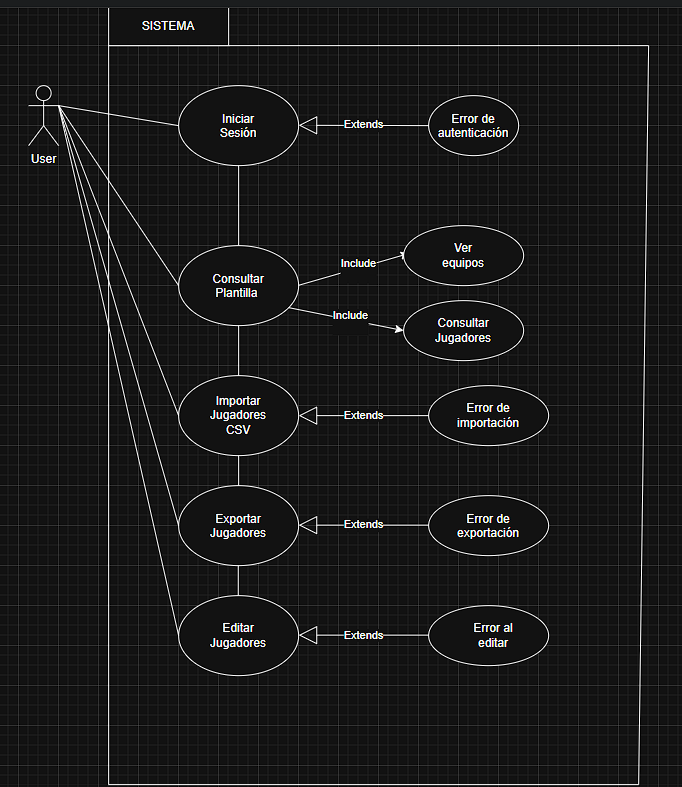 SISTEMA
User
Iniciar
Sesión
Extends
Error de
autenticación
Consultar
Plantilla
Include
Ver
equipos
Include
Consultar
Jugadores
Importar
Jugadores
CSV
Extends
Error de
importación
Exportar
Jugadores
Extends
Error de
exportación
Editar
Jugadores
Extends
Error al
editar